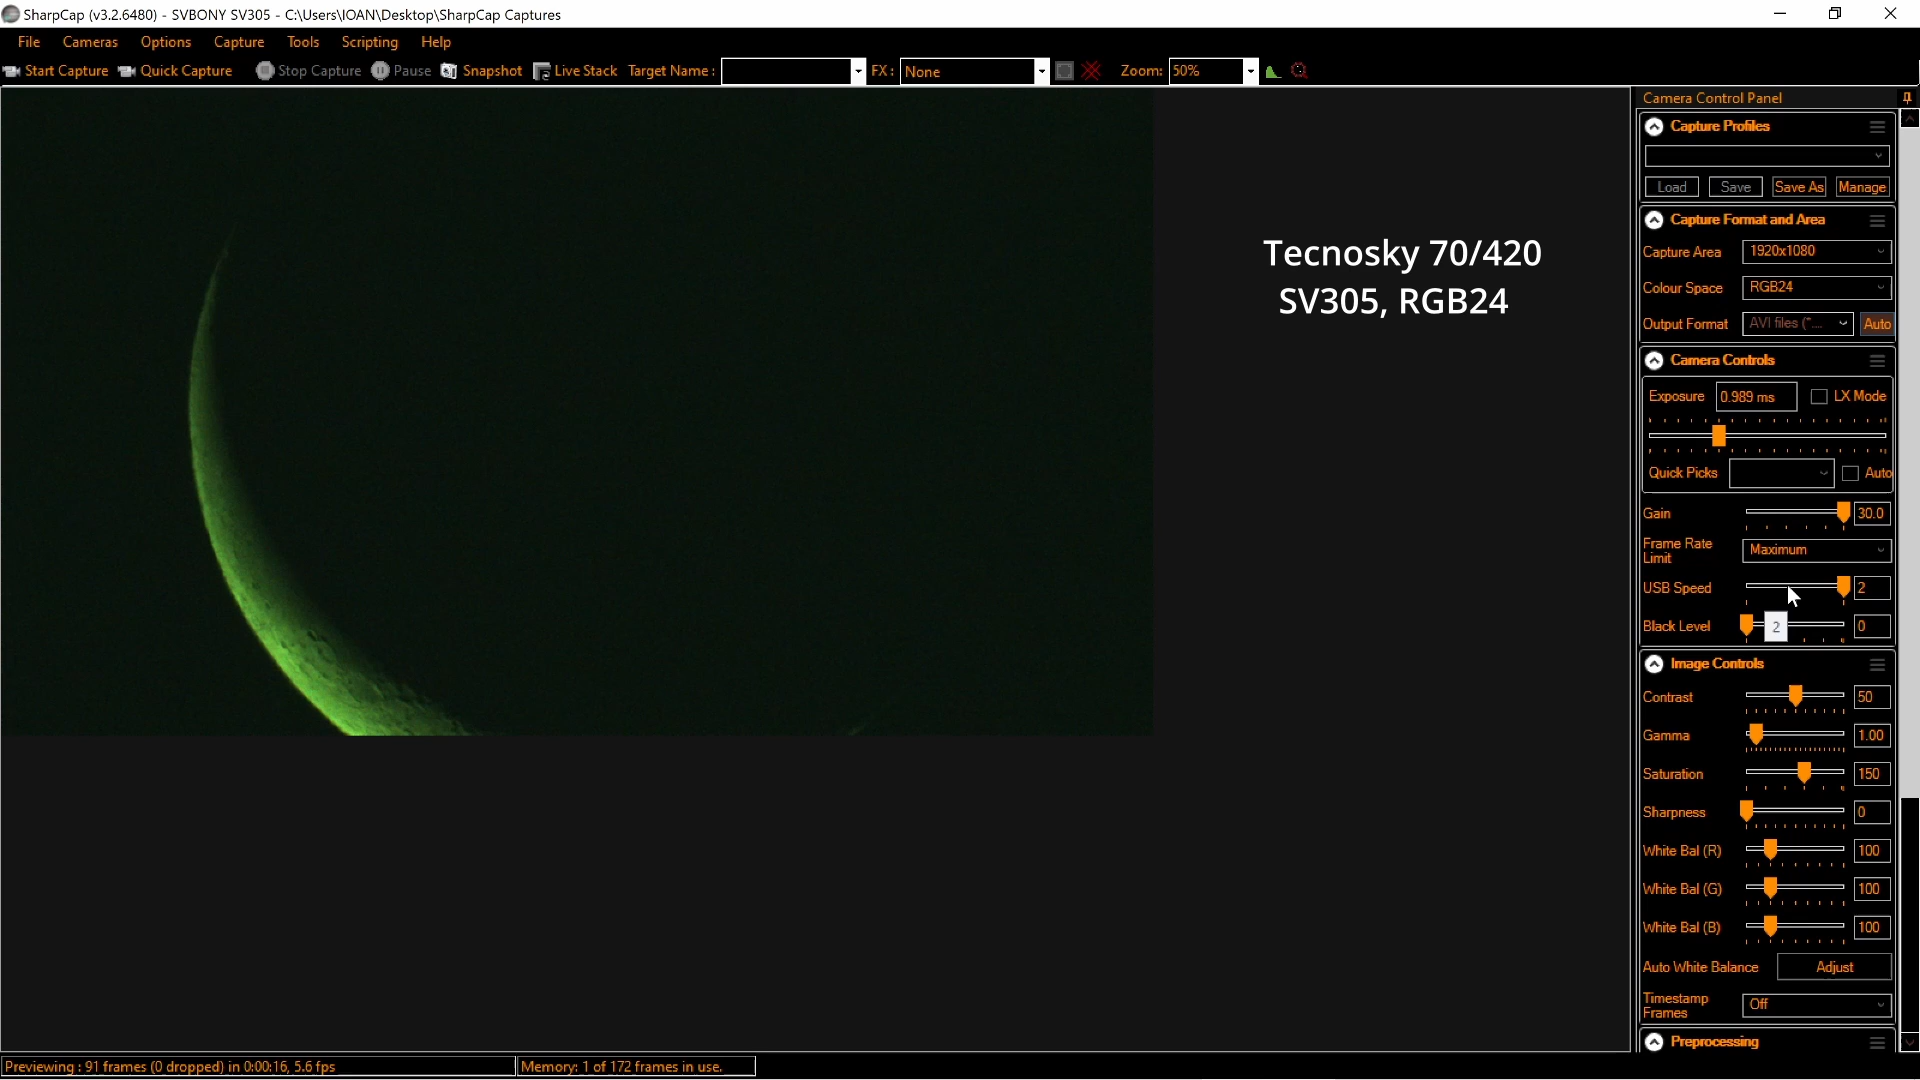 SharpCap (v3.2.6480) - SVBONY SV305 - C:\Users\IOAN\Desktop\SharpCap Captures
File Cameras Options Capture Tools Scripting Help
Start Capture Quick Capture Stop Capture Pause Snapshot Live Stack Target Name : FX : None Zoom: 50%
Camera Control Panel
Capture Profiles
Load Save Save As Manage
Capture Format and Area
Capture Area 1920x1080
Colour Space RGB24
Output Format AVI files (*.... Auto
Tecnosky 70/420
SV305, RGB24
Camera Controls
Exposure 0.989 ms LX Mode
Quick Picks Auto
Gain 30.0
Frame Rate
Limit
Maximum
USB Speed 2
Black Level 2 0
Image Controls
Contrast 50
Gamma 1.00
Saturation 150
Sharpness 0
White Bal (R) 100
White Bal (G) 100
White Bal (B) 100
Auto White Balance Adjust
Timestamp
Frames
Off
Preprocessing
Previewing : 91 frames (0 dropped) in 0:00:16, 5.6 fps Memory: 1 of 172 frames in use.